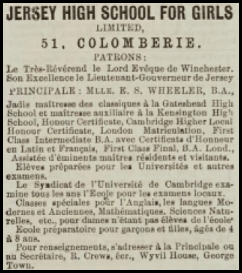 JERSEY HIGH SCHOOL FOR GIRLS
LIMITED,
51, COLOMBERIE.
PATRONS:
Le Très-Révérend le Lord Evêque de Winchester.
Son Excellence le Lieutenant-Gouverneur de Jersey
PRINCIPALE: MLLE. E. S. WHEELER, B.A.,
Jadis maîtresse des classiques à la Gateshead High
School et maîtresse auxiliaire à la Kensington High
School, Honour Certificate, Cambridge Higher Local
Honour Certificate, London Matriculation, First
Class Intermediate B.A. avec Certificats d'Honneur
en Latin et Français, First Class Final, B.A. Lond.,
Assistée d'éminents maîtres résidents et visitants.
Elèves préparées pour les Universités et autres
examens.
Le Syndicat de l'Université de Cambridge exa-
mine tous les ans l'Ecole pour les examens locaux.
Classes spéciales pour l'Anglais, les langues Mo-
dernes et Anciennes, Mathématiques, Sciences Natu-
relles, etc., pour dames n'étant pas élèves de l'école
Ecole préparatoire pour garçons et filles, âgés de 4
à 8 ans.
Pour renseignements, s'adresser à la Principale ou
au Secrétaire, R. Crews, écr., Wyvil House, George
Town.